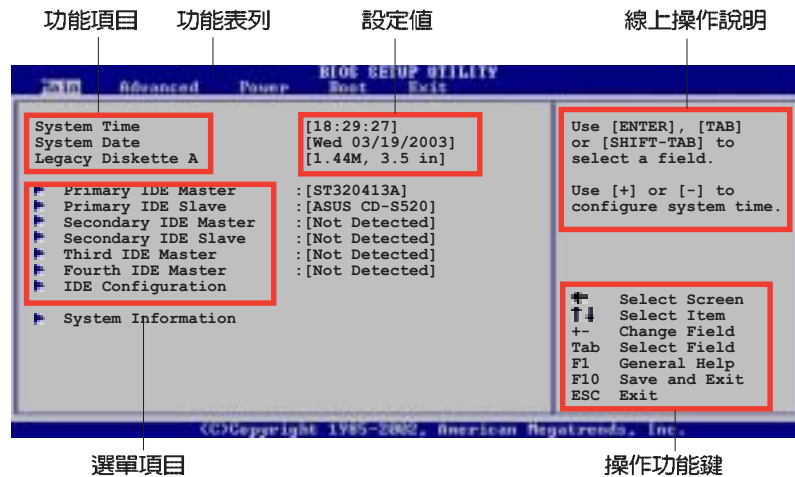 功能項目 功能表列 設定值 線上操作說明
BIOS SETUP UTILITY
Main Advanced Power Boot Exit
System Time [18:29:27]
System Date [Wed 03/19/2003]
Legacy Diskette A [1.44M, 3.5 in]
Primary IDE Master :[ST320413A]
Primary IDE Slave :[ASUS CD-S520]
Secondary IDE Master :[Not Detected]
Secondary IDE Slave :[Not Detected]
Third IDE Master :[Not Detected]
Fourth IDE Master :[Not Detected]
IDE Configuration
System Information
Use [ENTER], [TAB]
or [SHIFT-TAB] to
select a field.
Use [+] or [-] to
configure system time.
Select Screen
↑↓ Select Item
+- Change Field
Tab Select Field
F1 General Help
F10 Save and Exit
ESC Exit
(C)Copyright 1985-2002, American Megatrends, Inc.
選單項目 操作功能鍵